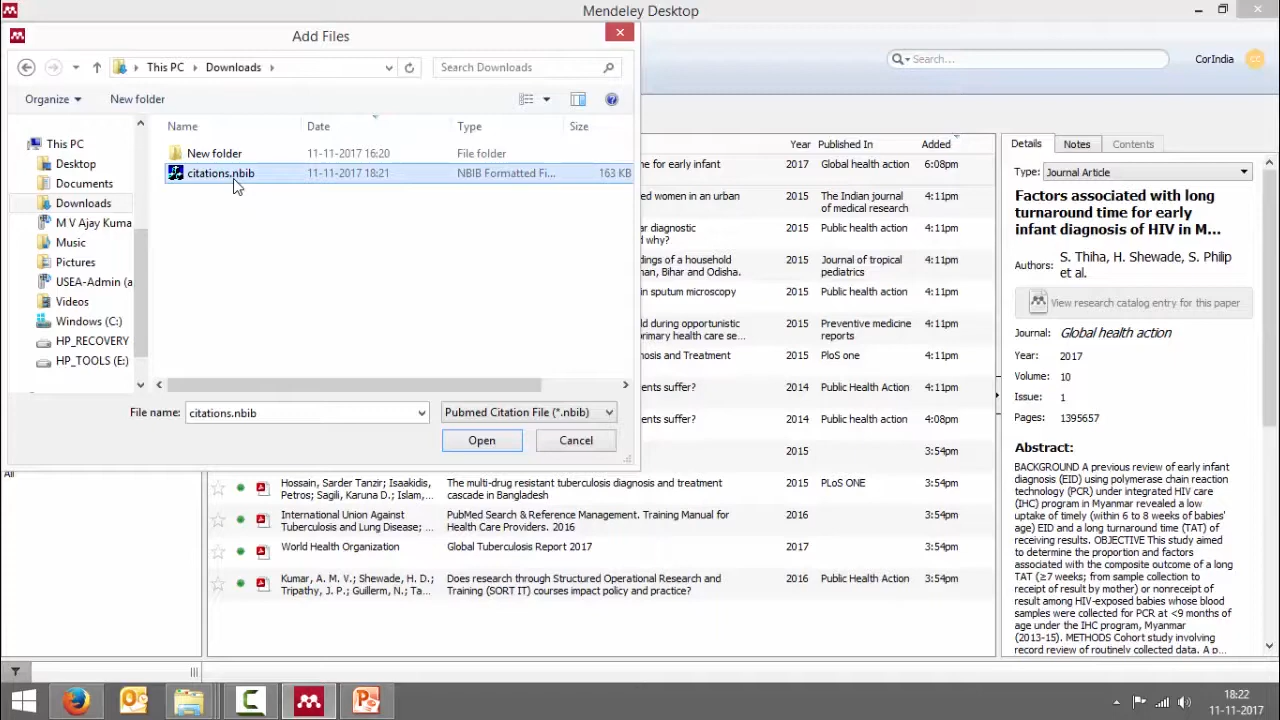 Mendeley Desktop
Add Files
This PC
Downloads
Search Downloads
Search...
CorIndia
Organize
New folder
Name
Date
Type
Size
This PC
Desktop
Documents
Downloads
M V Ajay Kuma
Music
Pictures
USEA-Admin (a
Videos
Windows (C:)
HP_RECOVERY
HP_TOOLS (E:)
New folder
11-11-2017 16:20
File folder
citations.nbib
11-11-2017 18:21
NBIB Formatted Fi...
163 KB
File name:
citations.nbib
Pubmed Citation File (*.nbib)
Open
Cancel
All
Year
Published In
Added
me for early infant
2017
Global health action
6:08pm
ed women in an urban
2015
The Indian journal
of medical research
4:11pm
ar diagnostic
d why?
2015
Public health action
4:11pm
dings of a household
han, Bihar and Odisha.
2015
Journal of tropical
pediatrics
4:11pm
in sputum microscopy
2015
Public health action
4:11pm
ld during opportunistic
primary health care se...
2015
Preventive medicine
reports
4:11pm
nosis and Treatment
2015
PloS one
4:11pm
ents suffer?
2014
Public Health Action
4:11pm
ents suffer?
2014
Public health action
4:08pm
2015
3:54pm
Hossain, Sarder Tanzir; Isaakidis,
Petros; Sagili, Karuna D.; Islam,...
The multi-drug resistant tuberculosis diagnosis and treatment
cascade in Bangladesh
2015
PLoS ONE
3:54pm
International Union Against
Tuberculosis and Lung Disease; ...
PubMed Search & Reference Management. Training Manual for
Health Care Providers. 2016
2016
3:54pm
World Health Organization
Global Tuberculosis Report 2017
2017
3:54pm
Kumar, A. M. V.; Shewade, H. D.;
Tripathy, J. P.; Guillerm, N.; Ta...
Does research through Structured Operational Research and
Training (SORT IT) courses impact policy and practice?
2016
Public Health Action
3:54pm
Details
Notes
Contents
Type:
Journal Article
Factors associated with long
turnaround time for early
infant diagnosis of HIV in M...
Authors:
S. Thiha, H. Shewade, S. Philip
et al.
View research catalog entry for this paper
Journal:
Global health action
Year:
2017
Volume:
10
Issue:
1
Pages:
1395657
Abstract:
BACKGROUND A previous review of early infant
diagnosis (EID) using polymerase chain reaction
technology (PCR) under integrated HIV care
(IHC) program in Myanmar revealed a low
uptake of timely (within 6 to 8 weeks of babies'
age) EID and a long turnaround time (TAT) of
receiving results. OBJECTIVE This study aimed
to determine the proportion and factors
associated with the composite outcome of a long
TAT (≥7 weeks; from sample collection to
receipt of result by mother) or nonreceipt of
result among HIV-exposed babies whose blood
samples were collected for PCR at <9 months of
age under the IHC program, Myanmar
(2013-15). METHODS Cohort study involving
record review of routinely collected data. A p...
18:22
11-11-2017